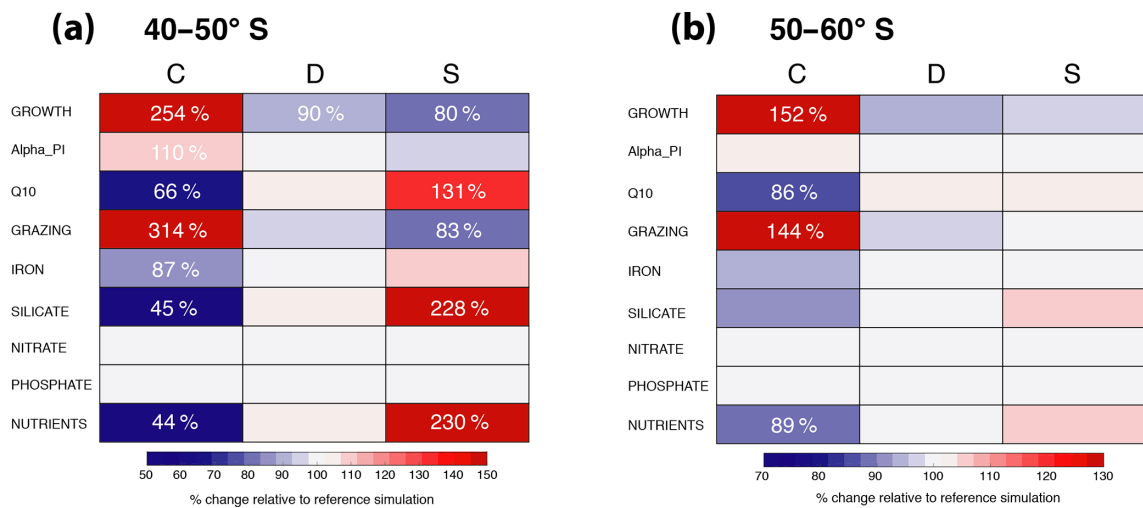 (a) 40–50° S
C D S
GROWTH 254 % 90 % 80 %
Alpha_PI 110 %
Q10 66 % 131 %
GRAZING 314 % 83 %
IRON 87 %
SILICATE 45 % 228 %
NITRATE
PHOSPHATE
NUTRIENTS 44 % 230 %
50 60 70 80 90 100 110 120 130 140 150
% change relative to reference simulation
(b) 50–60° S
C D S
GROWTH 152 %
Alpha_PI
Q10 86 %
GRAZING 144 %
IRON
SILICATE
NITRATE
PHOSPHATE
NUTRIENTS 89 %
70 80 90 100 110 120 130
% change relative to reference simulation